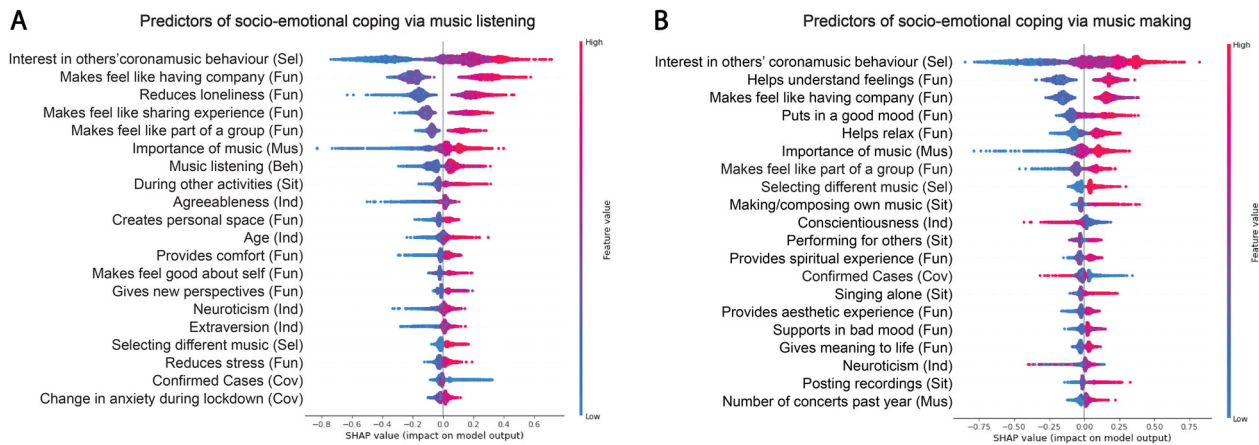 A
Predictors of socio-emotional coping via music listening
Interest in others'coronamusic behaviour (Sel)
Makes feel like having company (Fun)
Reduces loneliness (Fun)
Makes feel like sharing experience (Fun)
Makes feel like part of a group (Fun)
Importance of music (Mus)
Music listening (Beh)
During other activities (Sit)
Agreeableness (Ind)
Creates personal space (Fun)
Age (Ind)
Provides comfort (Fun)
Makes feel good about self (Fun)
Gives new perspectives (Fun)
Neuroticism (Ind)
Extraversion (Ind)
Selecting different music (Sel)
Reduces stress (Fun)
Confirmed Cases (Cov)
Change in anxiety during lockdown (Cov)
-0.8 -0.6 -0.4 -0.2 0.0 0.2 0.4 0.6
SHAP value (impact on model output)
High
Feature value
Low
B
Predictors of socio-emotional coping via music making
Interest in others' coronamusic behaviour (Sel)
Helps understand feelings (Fun)
Makes feel like having company (Fun)
Puts in a good mood (Fun)
Helps relax (Fun)
Importance of music (Mus)
Makes feel like part of a group (Fun)
Selecting different music (Sel)
Making/composing own music (Sit)
Conscientiousness (Ind)
Performing for others (Sit)
Provides spiritual experience (Fun)
Confirmed Cases (Cov)
Singing alone (Sit)
Provides aesthetic experience (Fun)
Supports in bad mood (Fun)
Gives meaning to life (Fun)
Neuroticism (Ind)
Posting recordings (Sit)
Number of concerts past year (Mus)
-0.75 -0.50 -0.25 0.00 0.25 0.50 0.75
SHAP value (impact on model output)
High
Feature value
Low